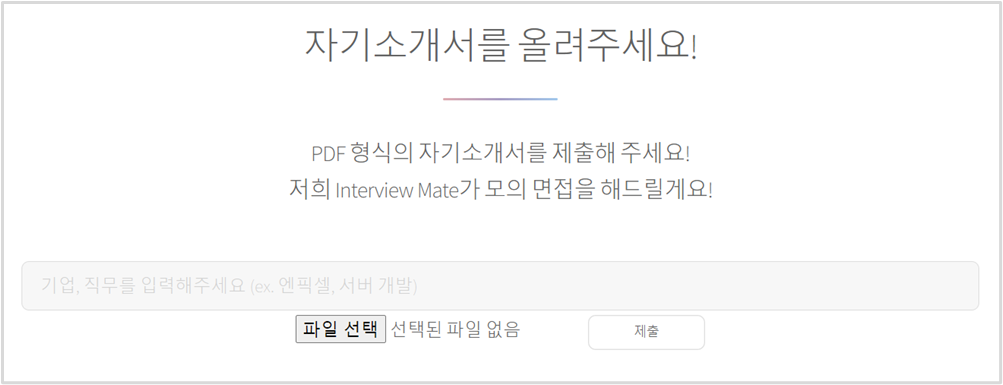 자기소개서를 올려주세요!
PDF 형식의 자기소개서를 제출해 주세요!
저희 Interview Mate가 모의 면접을 해드릴게요!
기업, 직무를 입력해주세요 (ex. 엔픽셀, 서버 개발)
파일 선택 선택된 파일 없음 제출